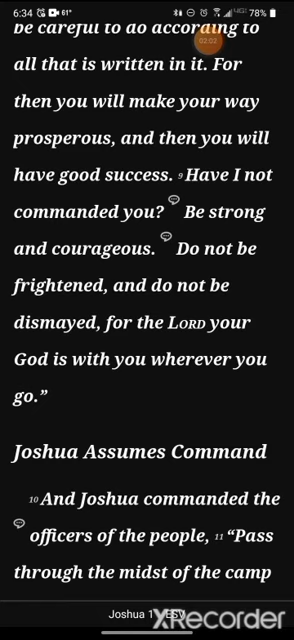 6:34 61° 78%
02:02
be careful to do according to
all that is written in it. For
then you will make your way
prosperous, and then you will
have good success. 9 Have I not
commanded you? Be strong
and courageous. Do not be
frightened, and do not be
dismayed, for the LORD your
God is with you wherever you
go.”
Joshua Assumes Command
10 And Joshua commanded the
officers of the people, 11 “Pass
through the midst of the camp
Joshua 1 ESV
XRecorder